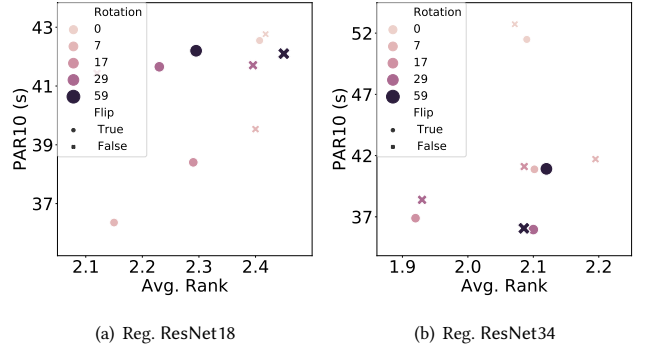 43
41
39
37
PAR10 (s)
Rotation
0
7
17
29
59
Flip
True
False
2.1 2.2 2.3 2.4
Avg. Rank
(a) Reg. ResNet18
52
47
42
37
PAR10 (s)
Rotation
0
7
17
29
59
Flip
True
False
1.9 2.0 2.1 2.2
Avg. Rank
(b) Reg. ResNet34